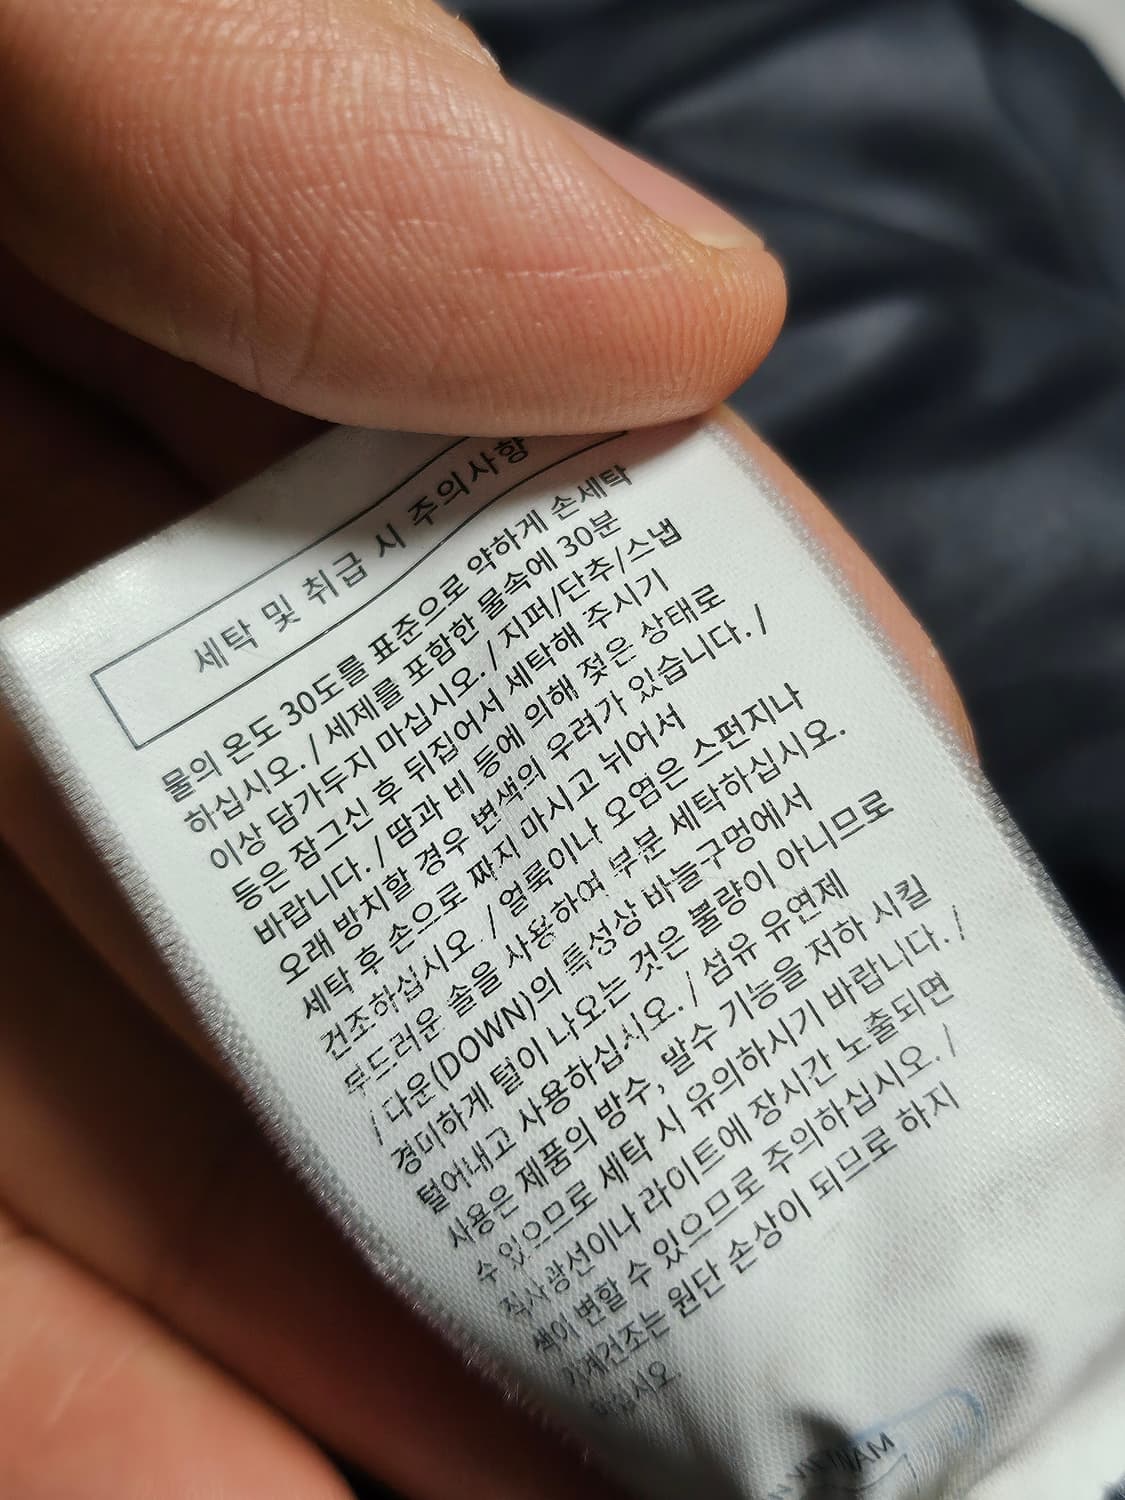 세탁 및 취급 시 주의사항
물의 온도 30도를 표준으로 약하게 손세탁
하십시오. / 세제를 포함한 물속에 30분
이상 담가두지 마십시오. / 지퍼/단추/스냅
등은 잠그신 후 뒤집어서 세탁해 주시기
바랍니다. / 땀과 비 등에 의해 젖은 상태로
오래 방치할 경우 변색의 우려가 있습니다. /
세탁 후 손으로 짜지 마시고 뉘어서
건조하십시오. / 얼룩이나 오염은 스펀지나
부드러운 솔을 사용하여 부분 세탁하십시오.
/ 다운(DOWN)의 특성상 바늘구멍에서
경미하게 털이 나오는 것은 불량이 아니므로
털어내고 사용하십시오. / 섬유 유연제
사용은 제품의 방수, 발수 기능을 저하 시킬
수 있으므로 세탁 시 유의하시기 바랍니다. /
직사광선이나 라이트에 장시간 노출되면
색이 변할 수 있으므로 주의하십시오. /
기계건조는 원단 손상이 되므로 하지
마십시오
VIETNAM